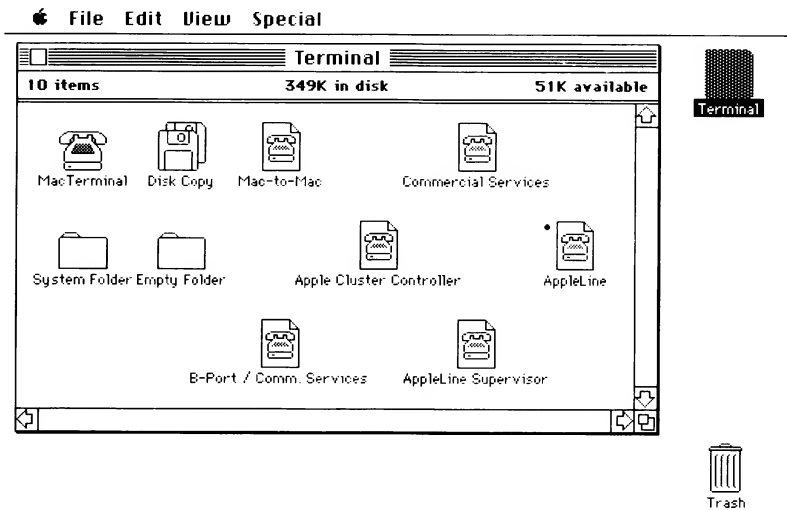 File Edit View Special
Terminal
10 items 349K in disk 51K available
Terminal
MacTerminal Disk Copy Mac-to-Mac Commercial Services
System Folder Empty Folder Apple Cluster Controller AppleLine
B-Port / Comm. Services AppleLine Supervisor
Trash